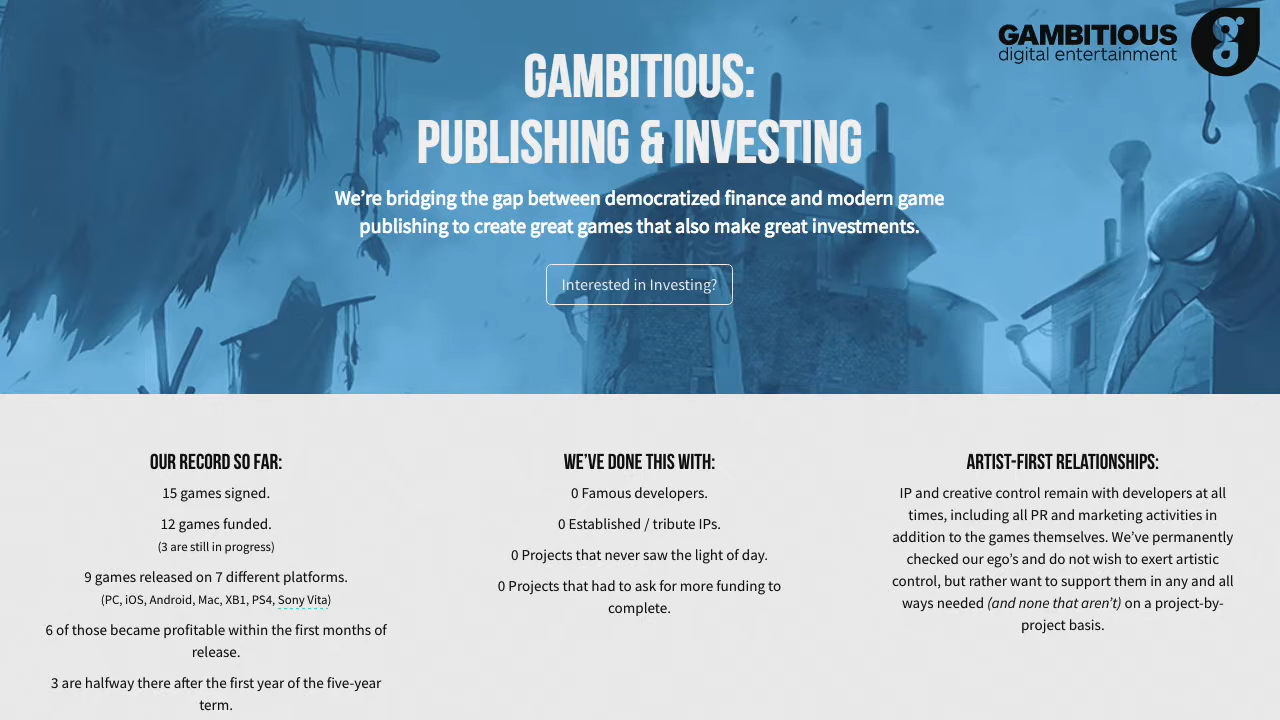 GAMBITIOUS
digital entertainment
GAMBITIOUS:
PUBLISHING & INVESTING
We’re bridging the gap between democratized finance and modern game
publishing to create great games that also make great investments.
Interested in Investing?
OUR RECORD SO FAR:
15 games signed.
12 games funded.
(3 are still in progress)
9 games released on 7 different platforms.
(PC, iOS, Android, Mac, XB1, PS4, Sony Vita)
6 of those became profitable within the first months of
release.
3 are halfway there after the first year of the five-year
term.
WE’VE DONE THIS WITH:
0 Famous developers.
0 Established / tribute IPs.
0 Projects that never saw the light of day.
0 Projects that had to ask for more funding to
complete.
ARTIST-FIRST RELATIONSHIPS:
IP and creative control remain with developers at all
times, including all PR and marketing activities in
addition to the games themselves. We’ve permanently
checked our ego’s and do not wish to exert artistic
control, but rather want to support them in any and all
ways needed (and none that aren’t) on a project-by-
project basis.